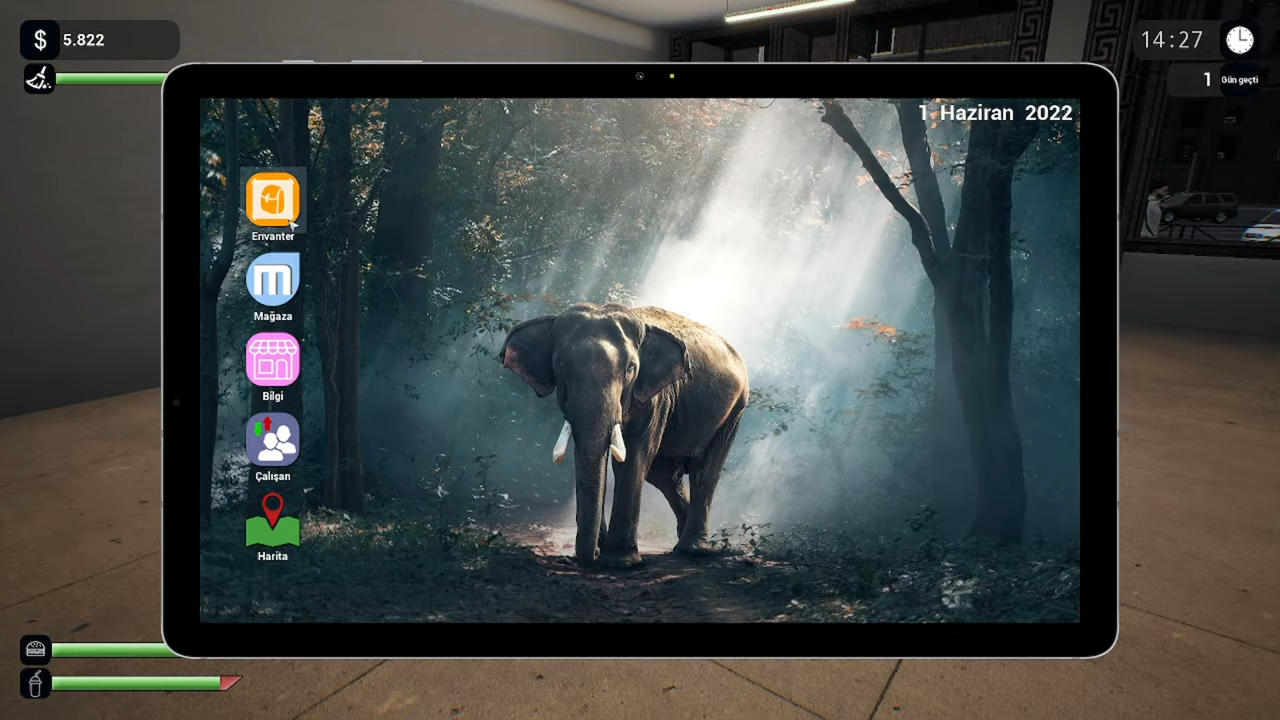 $ 5.822
14:27
1 Gün geçti
1 Haziran 2022
Envanter
Mağaza
Bilgi
Çalışan
Harita